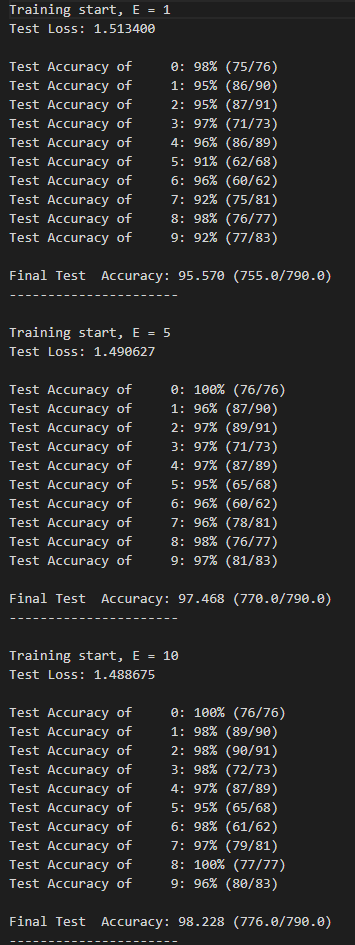 Training start, E = 1
Test Loss: 1.513400
Test Accuracy of     0: 98% (75/76)
Test Accuracy of     1: 95% (86/90)
Test Accuracy of     2: 95% (87/91)
Test Accuracy of     3: 97% (71/73)
Test Accuracy of     4: 96% (86/89)
Test Accuracy of     5: 91% (62/68)
Test Accuracy of     6: 96% (60/62)
Test Accuracy of     7: 92% (75/81)
Test Accuracy of     8: 98% (76/77)
Test Accuracy of     9: 92% (77/83)
Final Test  Accuracy: 95.570 (755.0/790.0)
----------------------
Training start, E = 5
Test Loss: 1.490627
Test Accuracy of     0: 100% (76/76)
Test Accuracy of     1: 96% (87/90)
Test Accuracy of     2: 97% (89/91)
Test Accuracy of     3: 97% (71/73)
Test Accuracy of     4: 97% (87/89)
Test Accuracy of     5: 95% (65/68)
Test Accuracy of     6: 96% (60/62)
Test Accuracy of     7: 96% (78/81)
Test Accuracy of     8: 98% (76/77)
Test Accuracy of     9: 97% (81/83)
Final Test  Accuracy: 97.468 (770.0/790.0)
----------------------
Training start, E = 10
Test Loss: 1.488675
Test Accuracy of     0: 100% (76/76)
Test Accuracy of     1: 98% (89/90)
Test Accuracy of     2: 98% (90/91)
Test Accuracy of     3: 98% (72/73)
Test Accuracy of     4: 97% (87/89)
Test Accuracy of     5: 95% (65/68)
Test Accuracy of     6: 98% (61/62)
Test Accuracy of     7: 97% (79/81)
Test Accuracy of     8: 100% (77/77)
Test Accuracy of     9: 96% (80/83)
Final Test  Accuracy: 98.228 (776.0/790.0)
----------------------